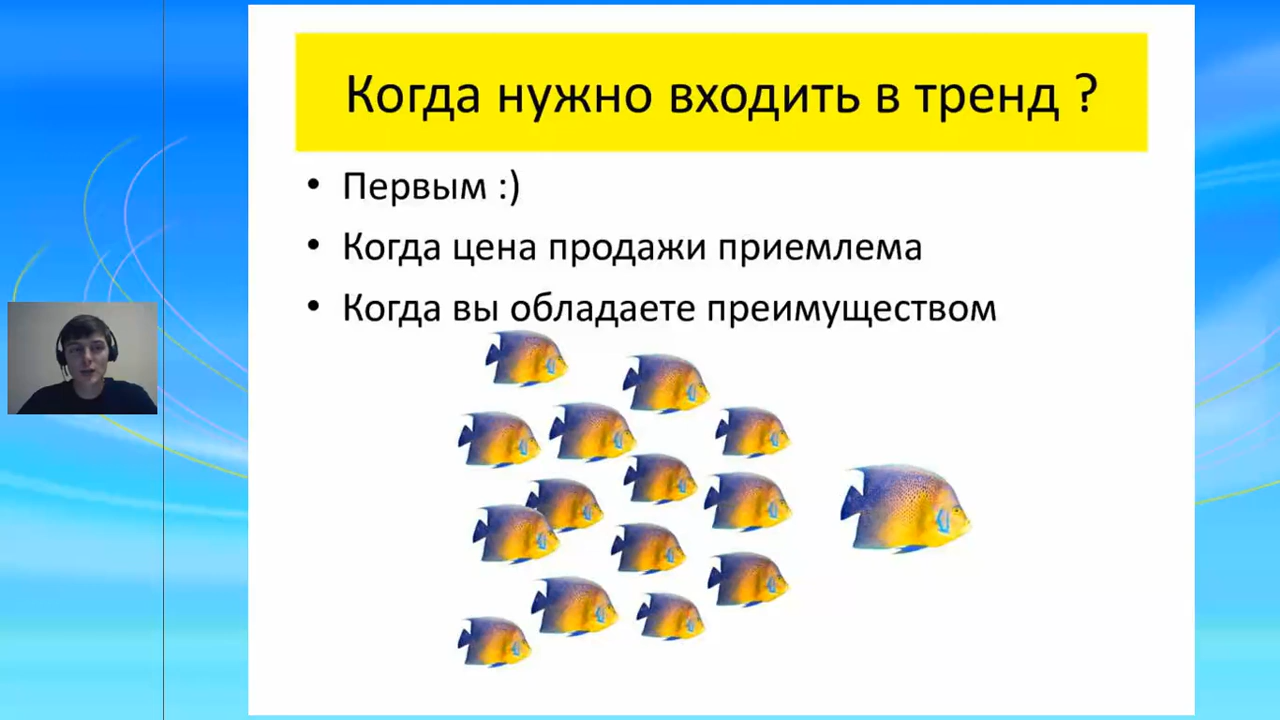 Когда нужно входить в тренд ?
• Первым :)
• Когда цена продажи приемлема
• Когда вы обладаете преимуществом